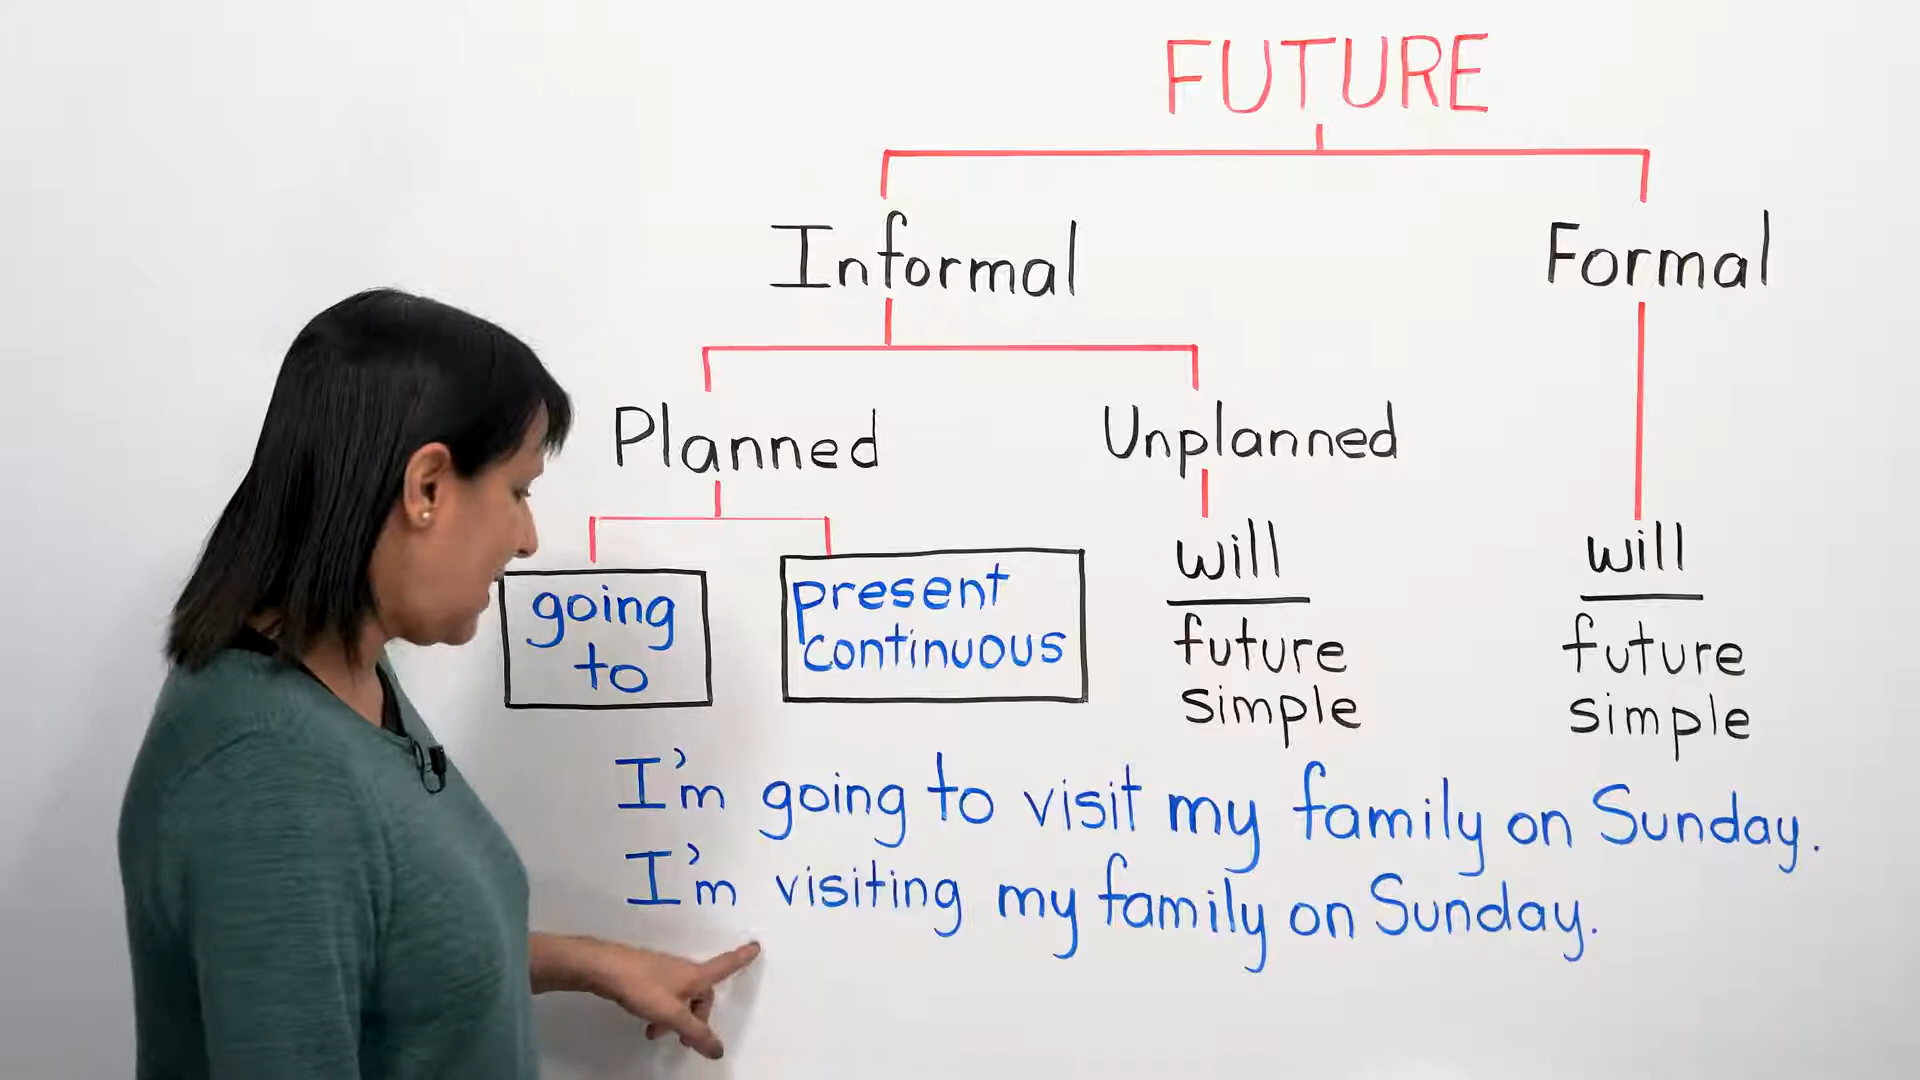 FUTURE
Informal
Formal
Planned
Unplanned
going
to
present
continuous
will
future
simple
will
future
simple
I'm going to visit my family on Sunday.
I'm visiting my family on Sunday.